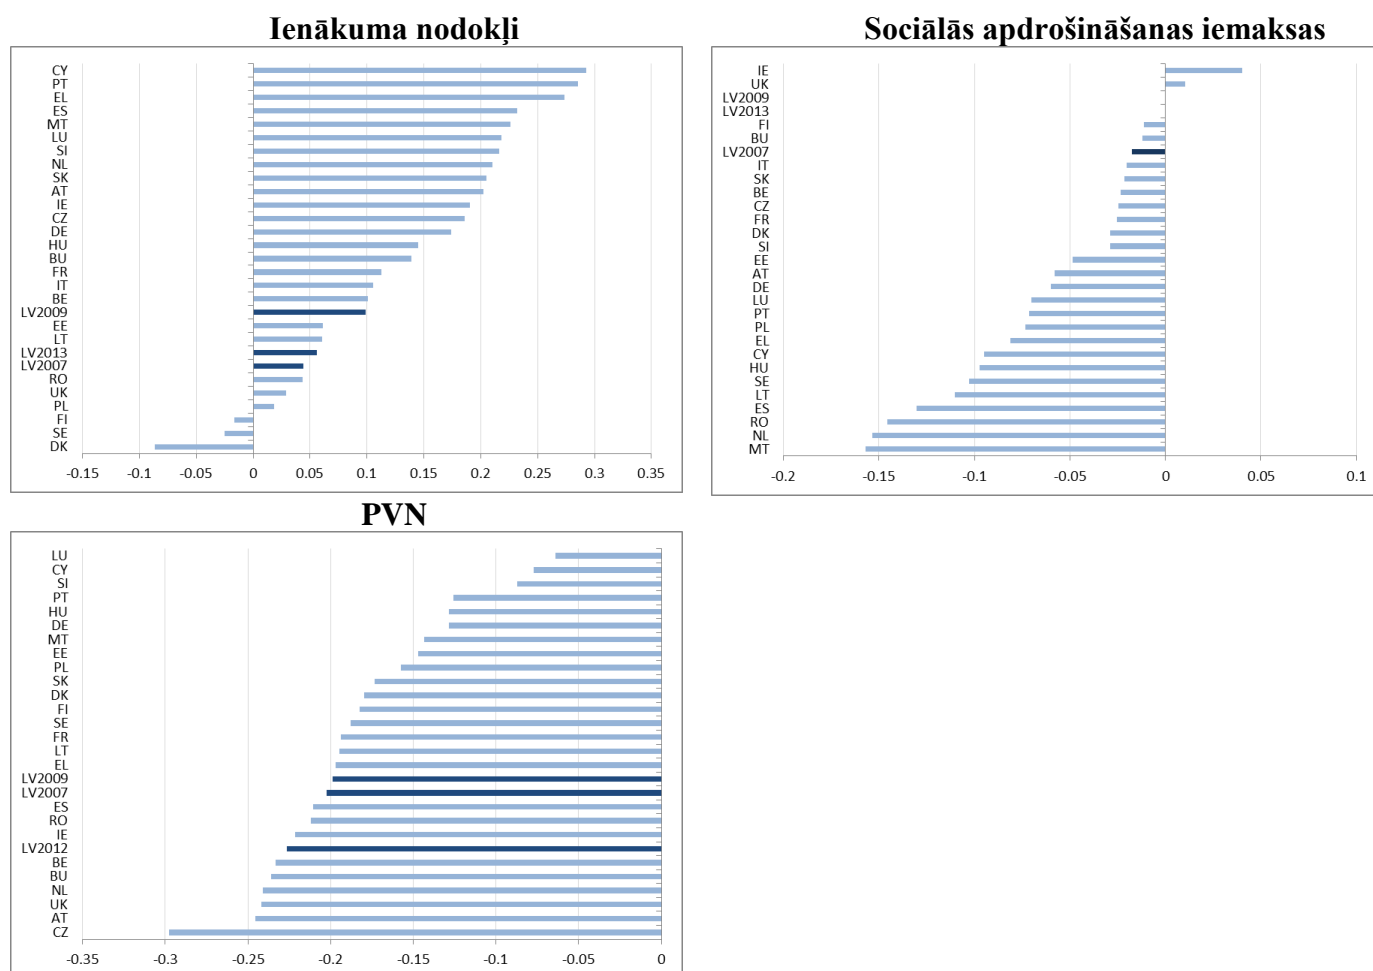 Ienākuma nodokļi
CY
PT
EL
ES
MT
LU
SI
NL
SK
AT
IE
CZ
DE
HU
BU
FR
IT
BE
LV2009
EE
LT
LV2013
LV2007
RO
UK
PL
FI
SE
DK
-0.15 -0.1 -0.05 0 0.05 0.1 0.15 0.2 0.25 0.3 0.35
Sociālās apdrošināšanas iemaksas
IE
UK
LV2009
LV2013
FI
BU
LV2007
IT
SK
BE
CZ
FR
DK
SI
EE
AT
DE
LU
PT
PL
EL
CY
HU
SE
LT
ES
RO
NL
MT
-0.2 -0.15 -0.1 -0.05 0 0.05 0.1
PVN
LU
CY
SI
PT
HU
DE
MT
EE
PL
SK
DK
FI
SE
FR
LT
EL
LV2009
LV2007
ES
RO
IE
LV2012
BE
BU
NL
UK
AT
CZ
-0.35 -0.3 -0.25 -0.2 -0.15 -0.1 -0.05 0